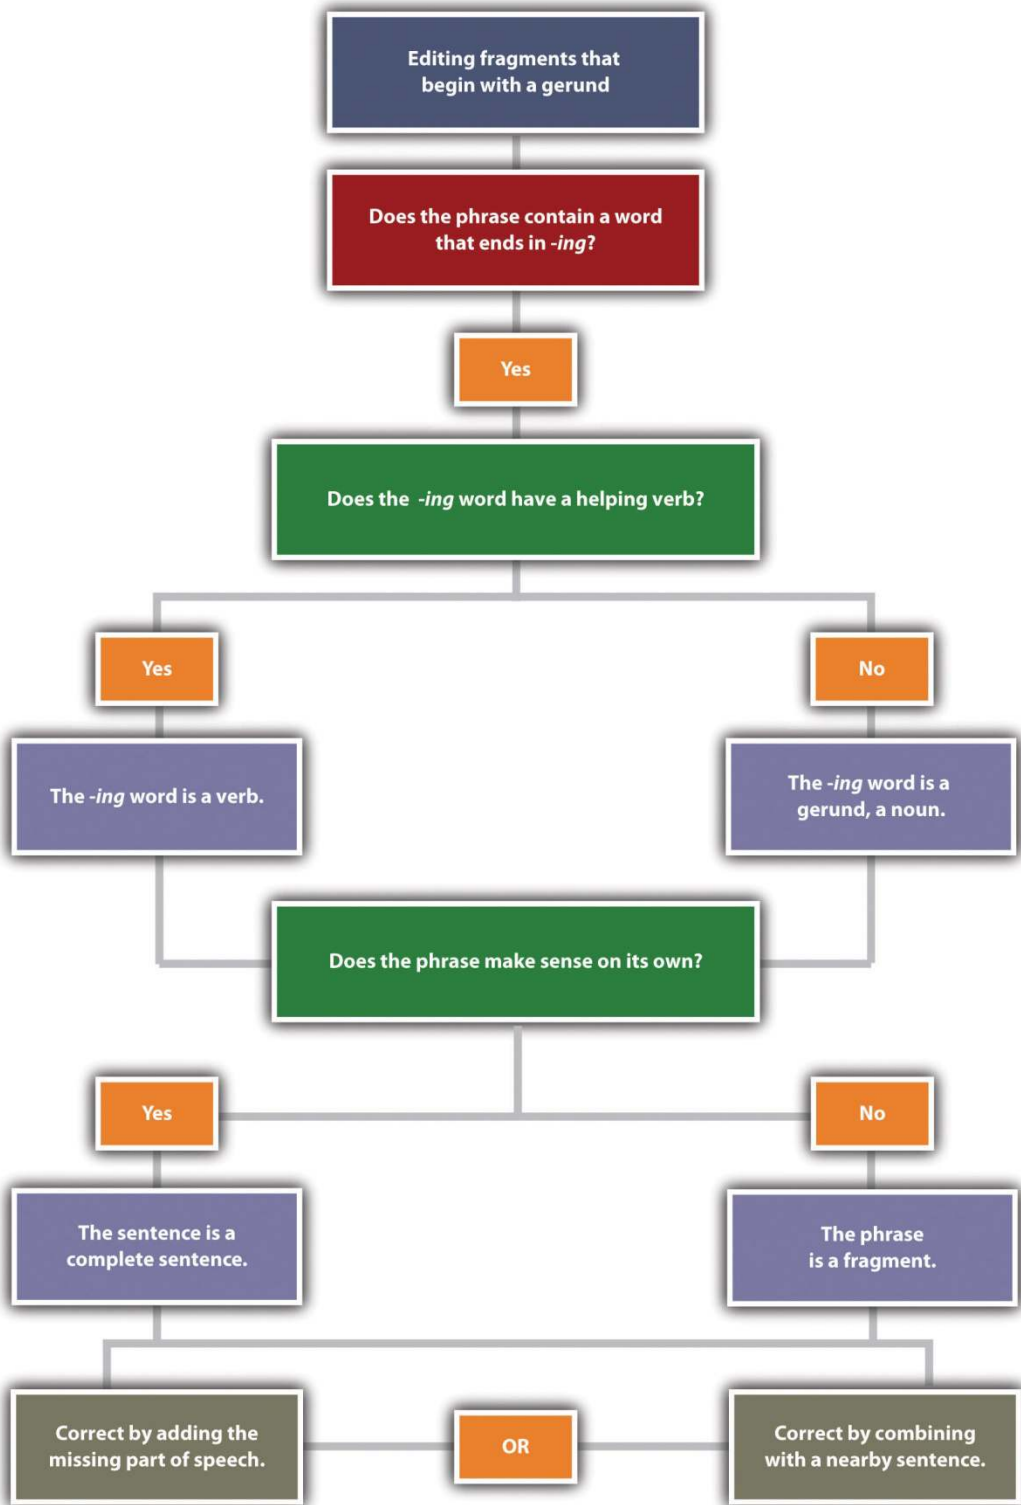 Editing fragments that
begin with a gerund
Does the phrase contain a word
that ends in -ing?
Yes
Does the -ing word have a helping verb?
Yes
No
The -ing word is a verb.
The -ing word is a
gerund, a noun.
Does the phrase make sense on its own?
Yes
No
The sentence is a
complete sentence.
The phrase
is a fragment.
Correct by adding the
missing part of speech.
OR
Correct by combining
with a nearby sentence.